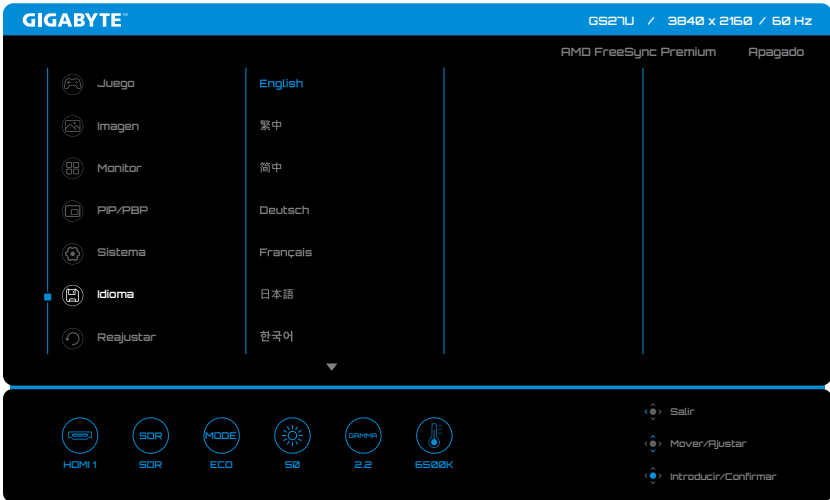 GIGABYTE™
GS27U / 3840 x 2160 / 60 Hz
AMD FreeSync Premium Apagado
Juego
Imagen
Monitor
PIP/PBP
Sistema
Idioma
Reajustar
English
繁中
简中
Deutsch
Français
日本語
한국어
SDR
MODE
GAMMA
HDMI 1
SDR
ECO
50
2.2
6500K
Salir
Mover/Ajustar
Introducir/Confirmar